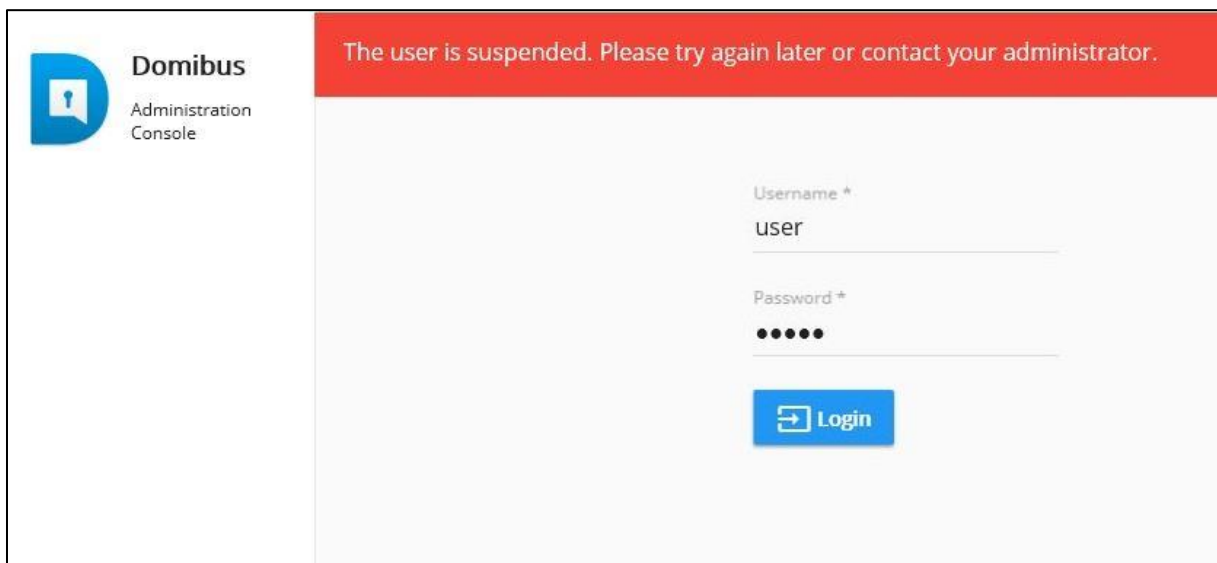 Domibus
Administration
Console
The user is suspended. Please try again later or contact your administrator.
Username *
user
Password *
•••••
Login